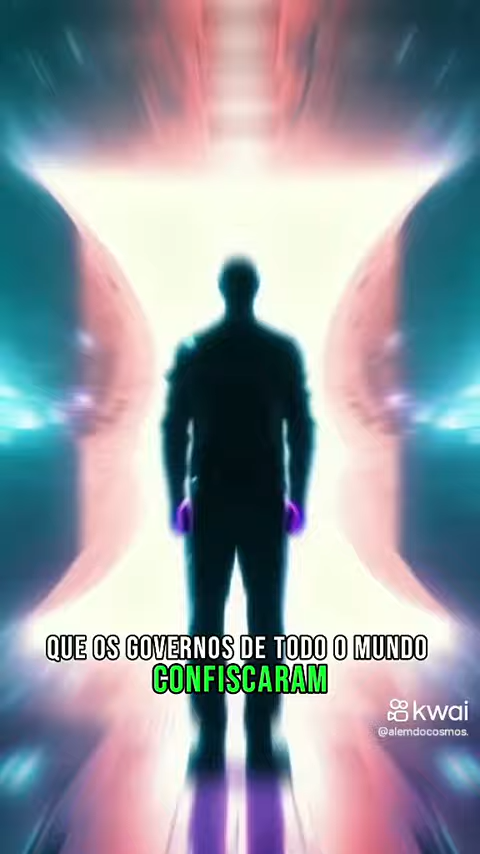 QUE OS GOVERNOS DE TODO O MUNDO
CONFISCARAM
kwai
@alemdocosmos.